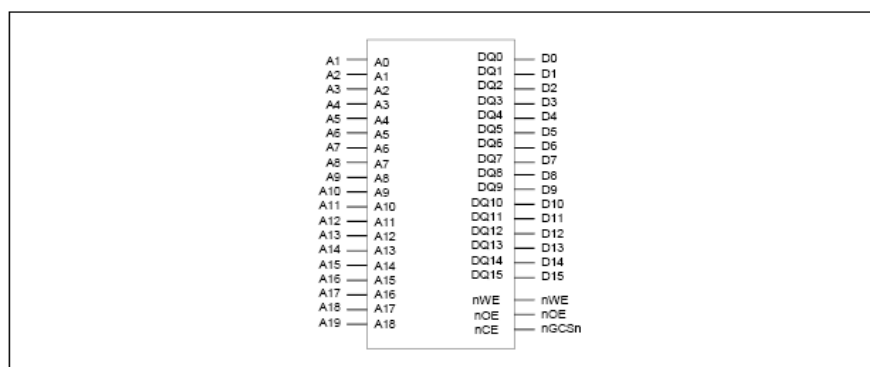 A1 A0 DQ0 D0
A2 A1 DQ1 D1
A3 A2 DQ2 D2
A4 A3 DQ3 D3
A5 A4 DQ4 D4
A6 A5 DQ5 D5
A7 A6 DQ6 D6
A8 A7 DQ7 D7
A9 A8 DQ8 D8
A10 A9 DQ9 D9
A11 A10 DQ10 D10
A12 A11 DQ11 D11
A13 A12 DQ12 D12
A14 A13 DQ13 D13
A15 A14 DQ14 D14
A16 A15 DQ15 D15
A17 A16 nWE nWE
A18 A17 nOE nOE
A19 A18 nCE nGCSn